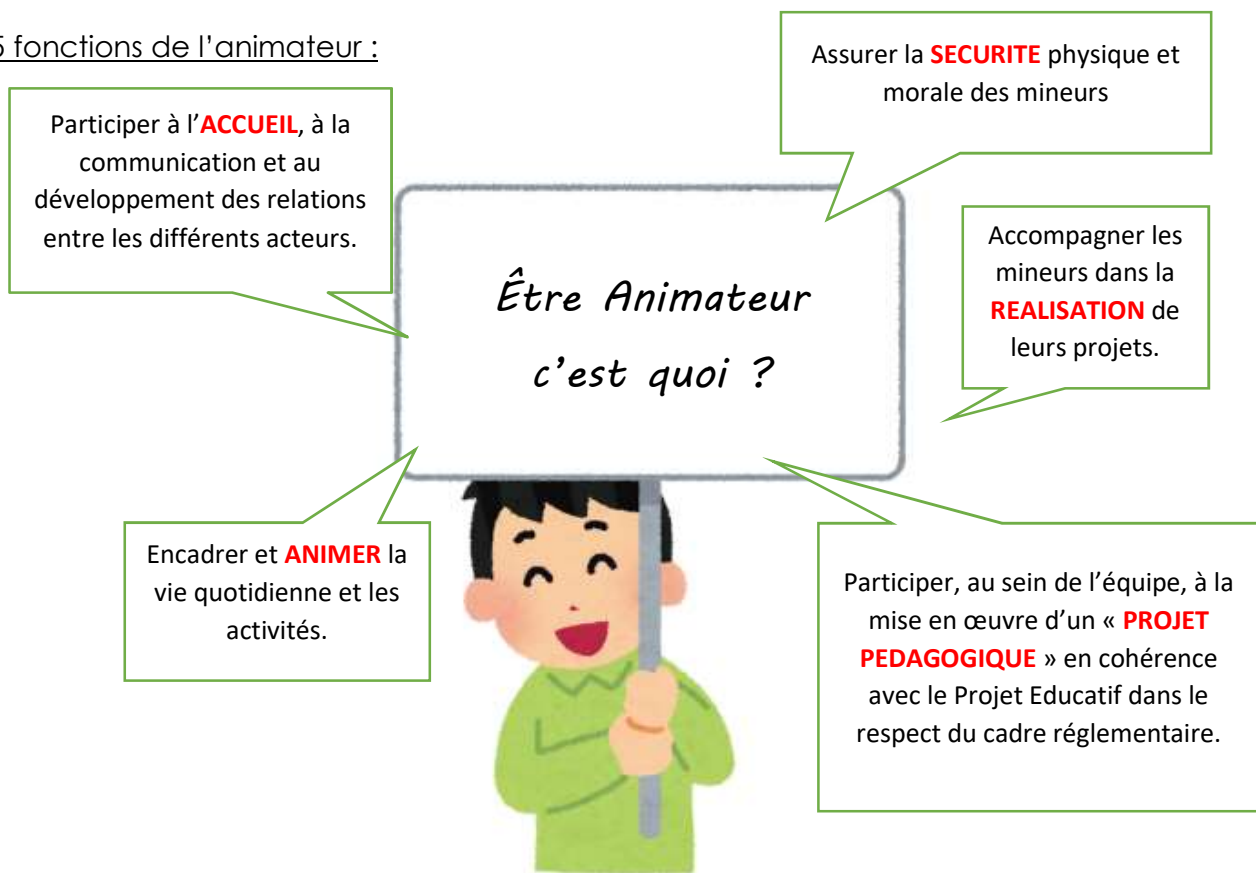 5 fonctions de l’animateur :
Assurer la SECURITE physique et
morale des mineurs
Participer à l’ACCUEIL, à la
communication et au
développement des relations
entre les différents acteurs.
Accompagner les
mineurs dans la
REALISATION de
leurs projets.
Être Animateur
c’est quoi ?
Encadrer et ANIMER la
vie quotidienne et les
activités.
Participer, au sein de l’équipe, à la
mise en œuvre d’un « PROJET
PEDAGOGIQUE » en cohérence
avec le Projet Educatif dans le
respect du cadre réglementaire.